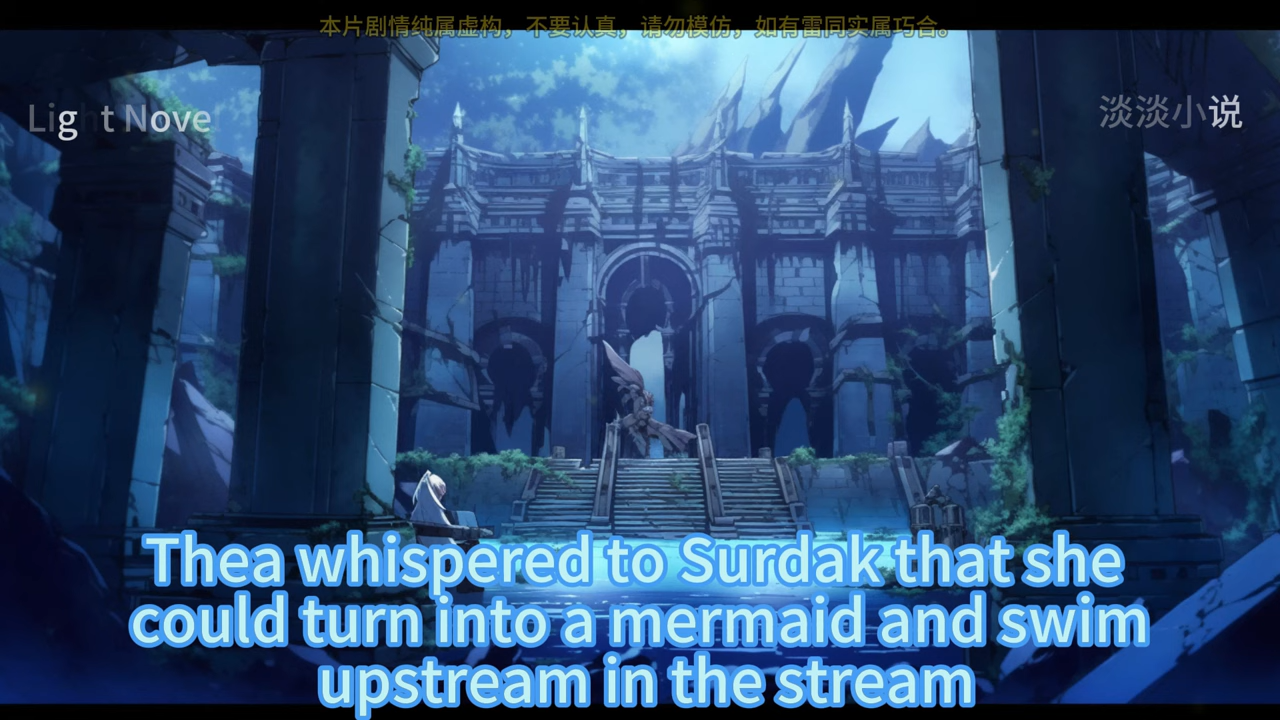 本片剧情纯属虚构，不要认真，请勿模仿，如有雷同实属巧合。
Lig t Nove
淡淡小说
Thea whispered to Surdak that she
could turn into a mermaid and swim
upstream in the stream